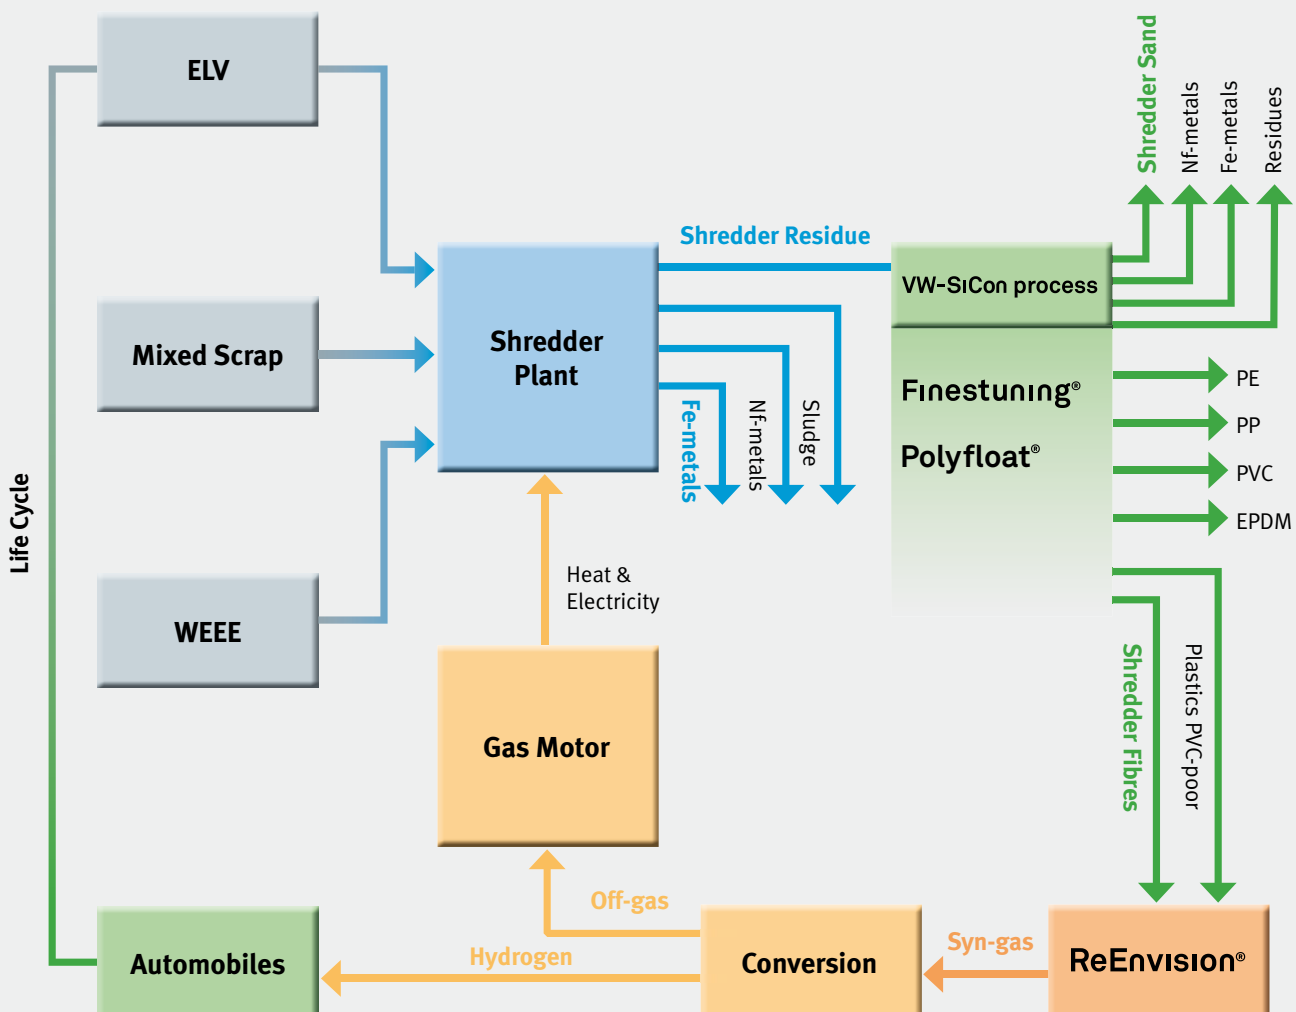 ELV
Shredder Sand
Nf-metals
Fe-metals
Residues
Shredder Residue
VW-SiCon process
Mixed Scrap
Shredder
Plant
Finestuning®
Polyfloat®
PE
PP
PVC
EPDM
Fe-metals
Nf-metals
Sludge
Life Cycle
Heat &
Electricity
WEEE
Shredder Fibres
Plastics PVC-poor
Gas Motor
Off-gas
Hydrogen
Syn-gas
Automobiles
Conversion
ReEnvision®